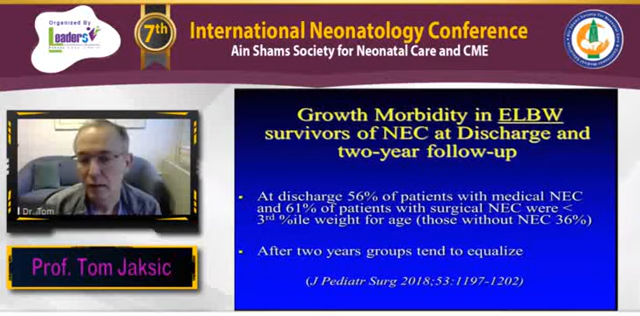 Organized By
Leaders
7th
International Neonatology Conference
Ain Shams Society for Neonatal Care and CME
Growth Morbidity in ELBW
survivors of NEC at Discharge and
two-year follow-up
• At discharge 56% of patients with medical NEC
and 61% of patients with surgical NEC were <
3rd %ile weight for age (those without NEC 36%)
• After two years groups tend to equalize
(J Pediatr Surg 2018;53:1197-1202)
Dr. Tom
Prof. Tom Jaksic